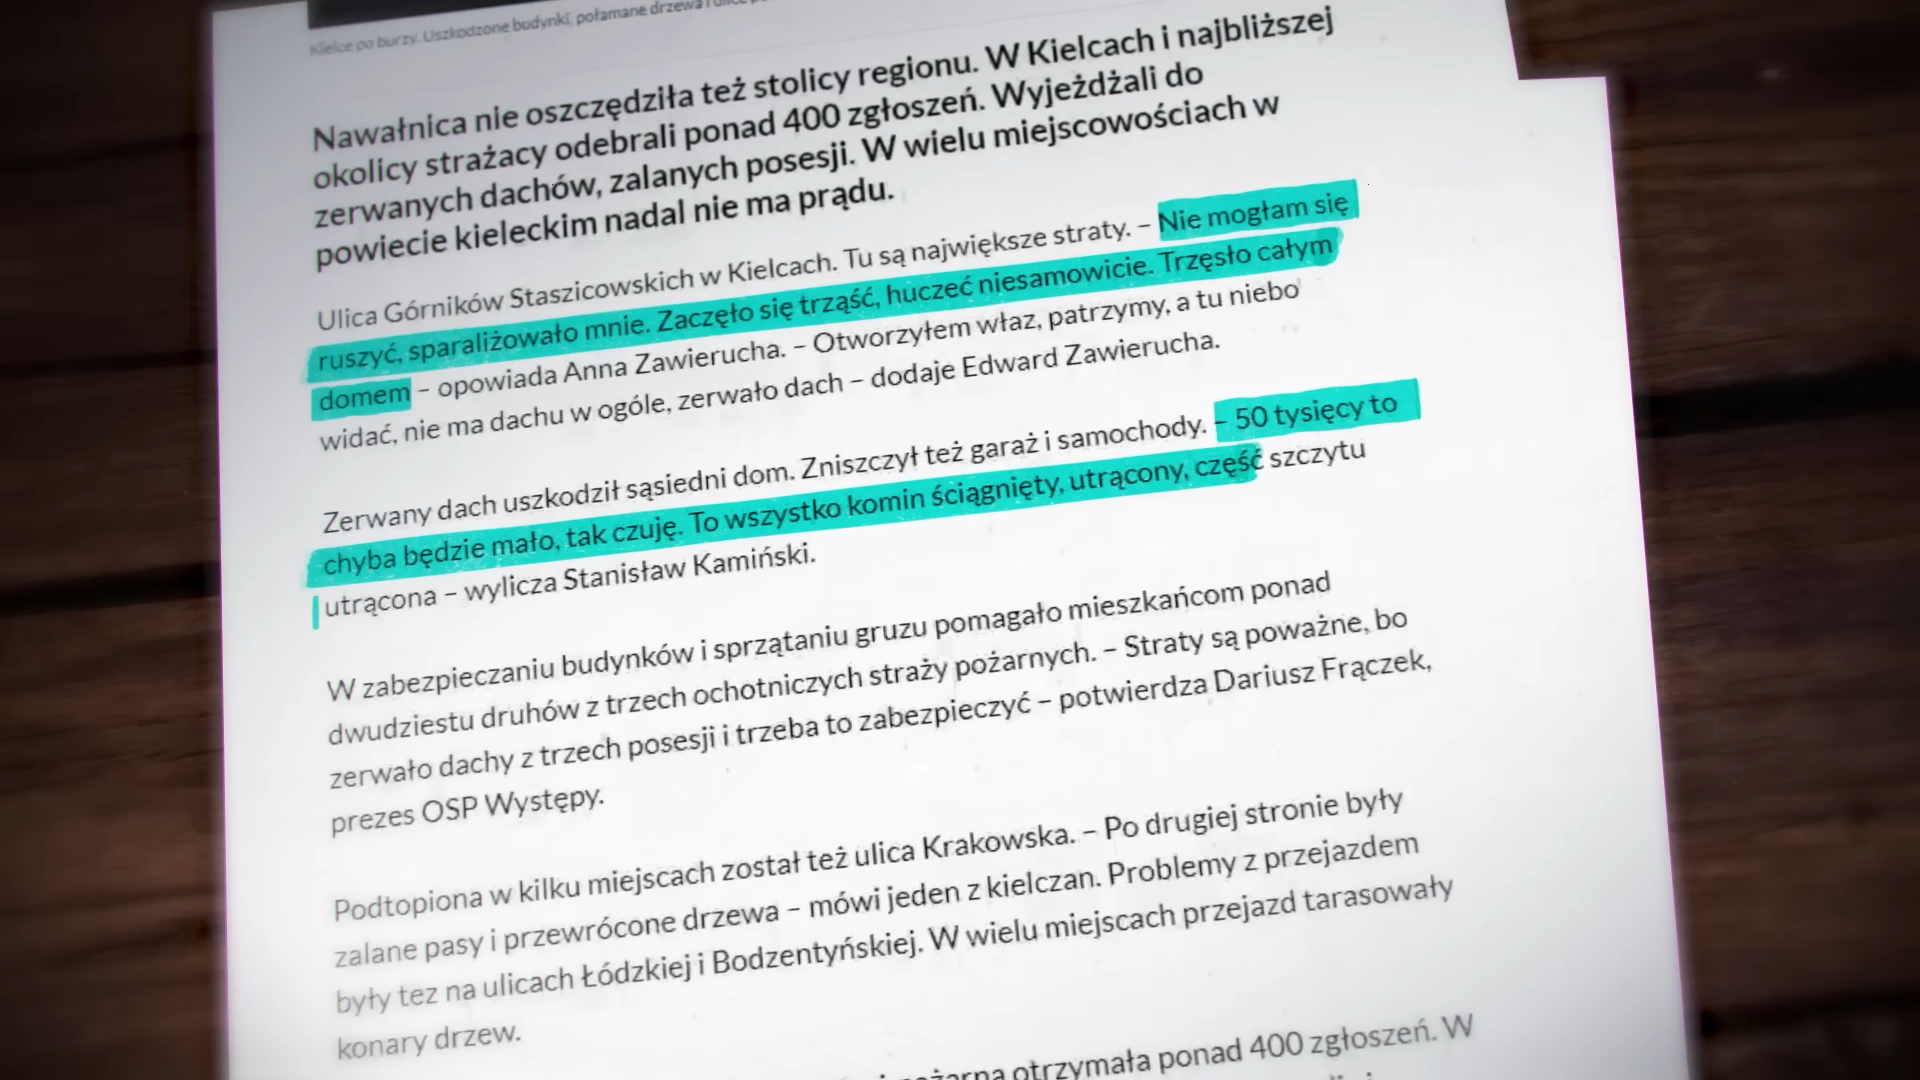 Kielce po burzy. Uszkodzone budynki, połamane drzewa i ulice
Nawałnica nie oszczędziła też stolicy regionu. W Kielcach i najbliższej
okolicy strażacy odebrali ponad 400 zgłoszeń. Wyjeżdżali do
zerwanych dachów, zalanych posesji. W wielu miejscowościach w
powiecie kieleckim nadal nie ma prądu.
Ulica Górników Staszicowskich w Kielcach. Tu są największe straty. – Nie mogłam się
ruszyć, sparaliżowało mnie. Zaczęło się trząść, huczeć niesamowicie. Trzęsło całym
domem – opowiada Anna Zawierucha. – Otworzyłem właz, patrzymy, a tu niebo
widać, nie ma dachu w ogóle, zerwało dach – dodaje Edward Zawierucha.
Zerwany dach uszkodził sąsiedni dom. Zniszczył też garaż i samochody. – 50 tysięcy to
chyba będzie mało, tak czuję. To wszystko komin ściągnięty, utrącony, część szczytu
utrącona – wylicza Stanisław Kamiński.
W zabezpieczaniu budynków i sprzątaniu gruzu pomagało mieszkańcom ponad
dwudziestu druhów z trzech ochotniczych straży pożarnych. – Straty są poważne, bo
zerwało dachy z trzech posesji i trzeba to zabezpieczyć – potwierdza Dariusz Frączek,
prezes OSP Występy.
Podtopiona w kilku miejscach został też ulica Krakowska. – Po drugiej stronie były
zalane pasy i przewrócone drzewa – mówi jeden z kielczan. Problemy z przejazdem
były tez na ulicach Łódzkiej i Bodzentyńskiej. W wielu miejscach przejazd tarasowały
konary drzew.
otrzymała ponad 400 zgłoszeń. W